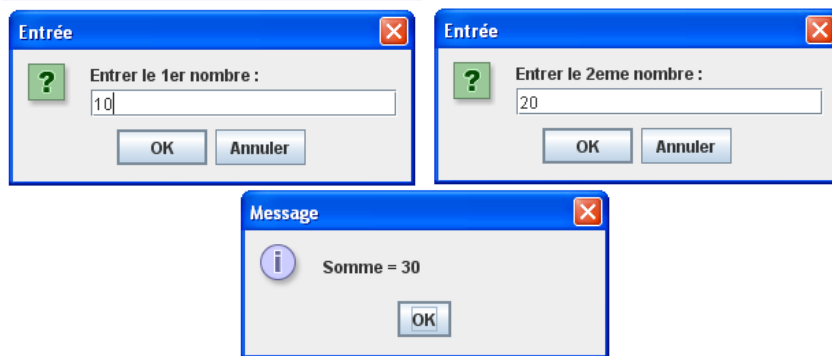 Entrée
Entrer le 1er nombre :
10
OK Annuler
Entrée
Entrer le 2eme nombre :
20
OK Annuler
Message
Somme = 30
OK